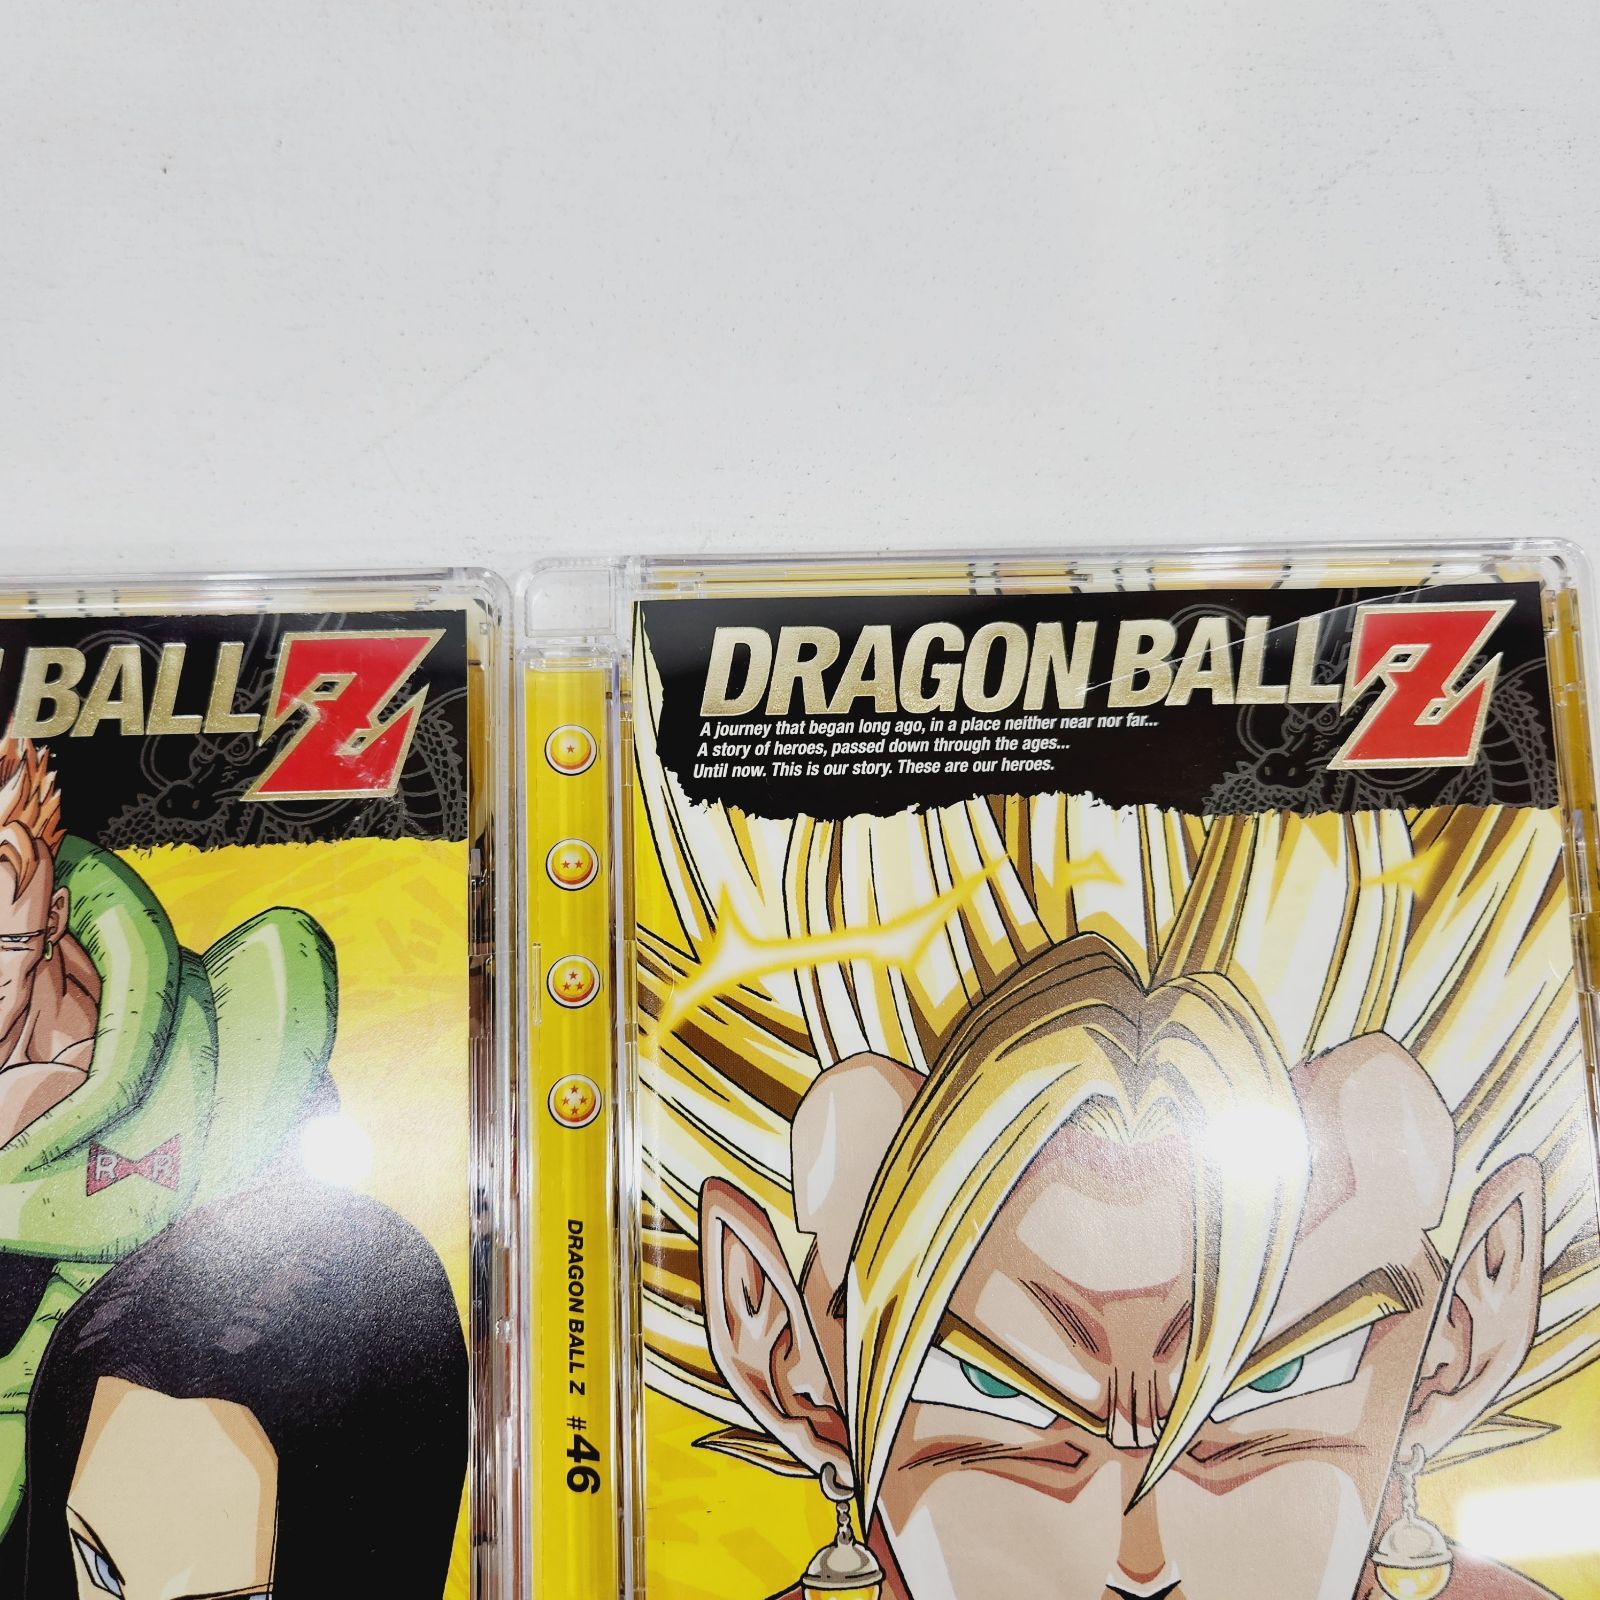 BALL Z
R R
DRAGON BALL Z #46
DRAGON BALL Z
A journey that began long ago, in a place neither near nor far...
A story of heroes, passed down through the ages...
Until now. This is our story. These are our heroes.